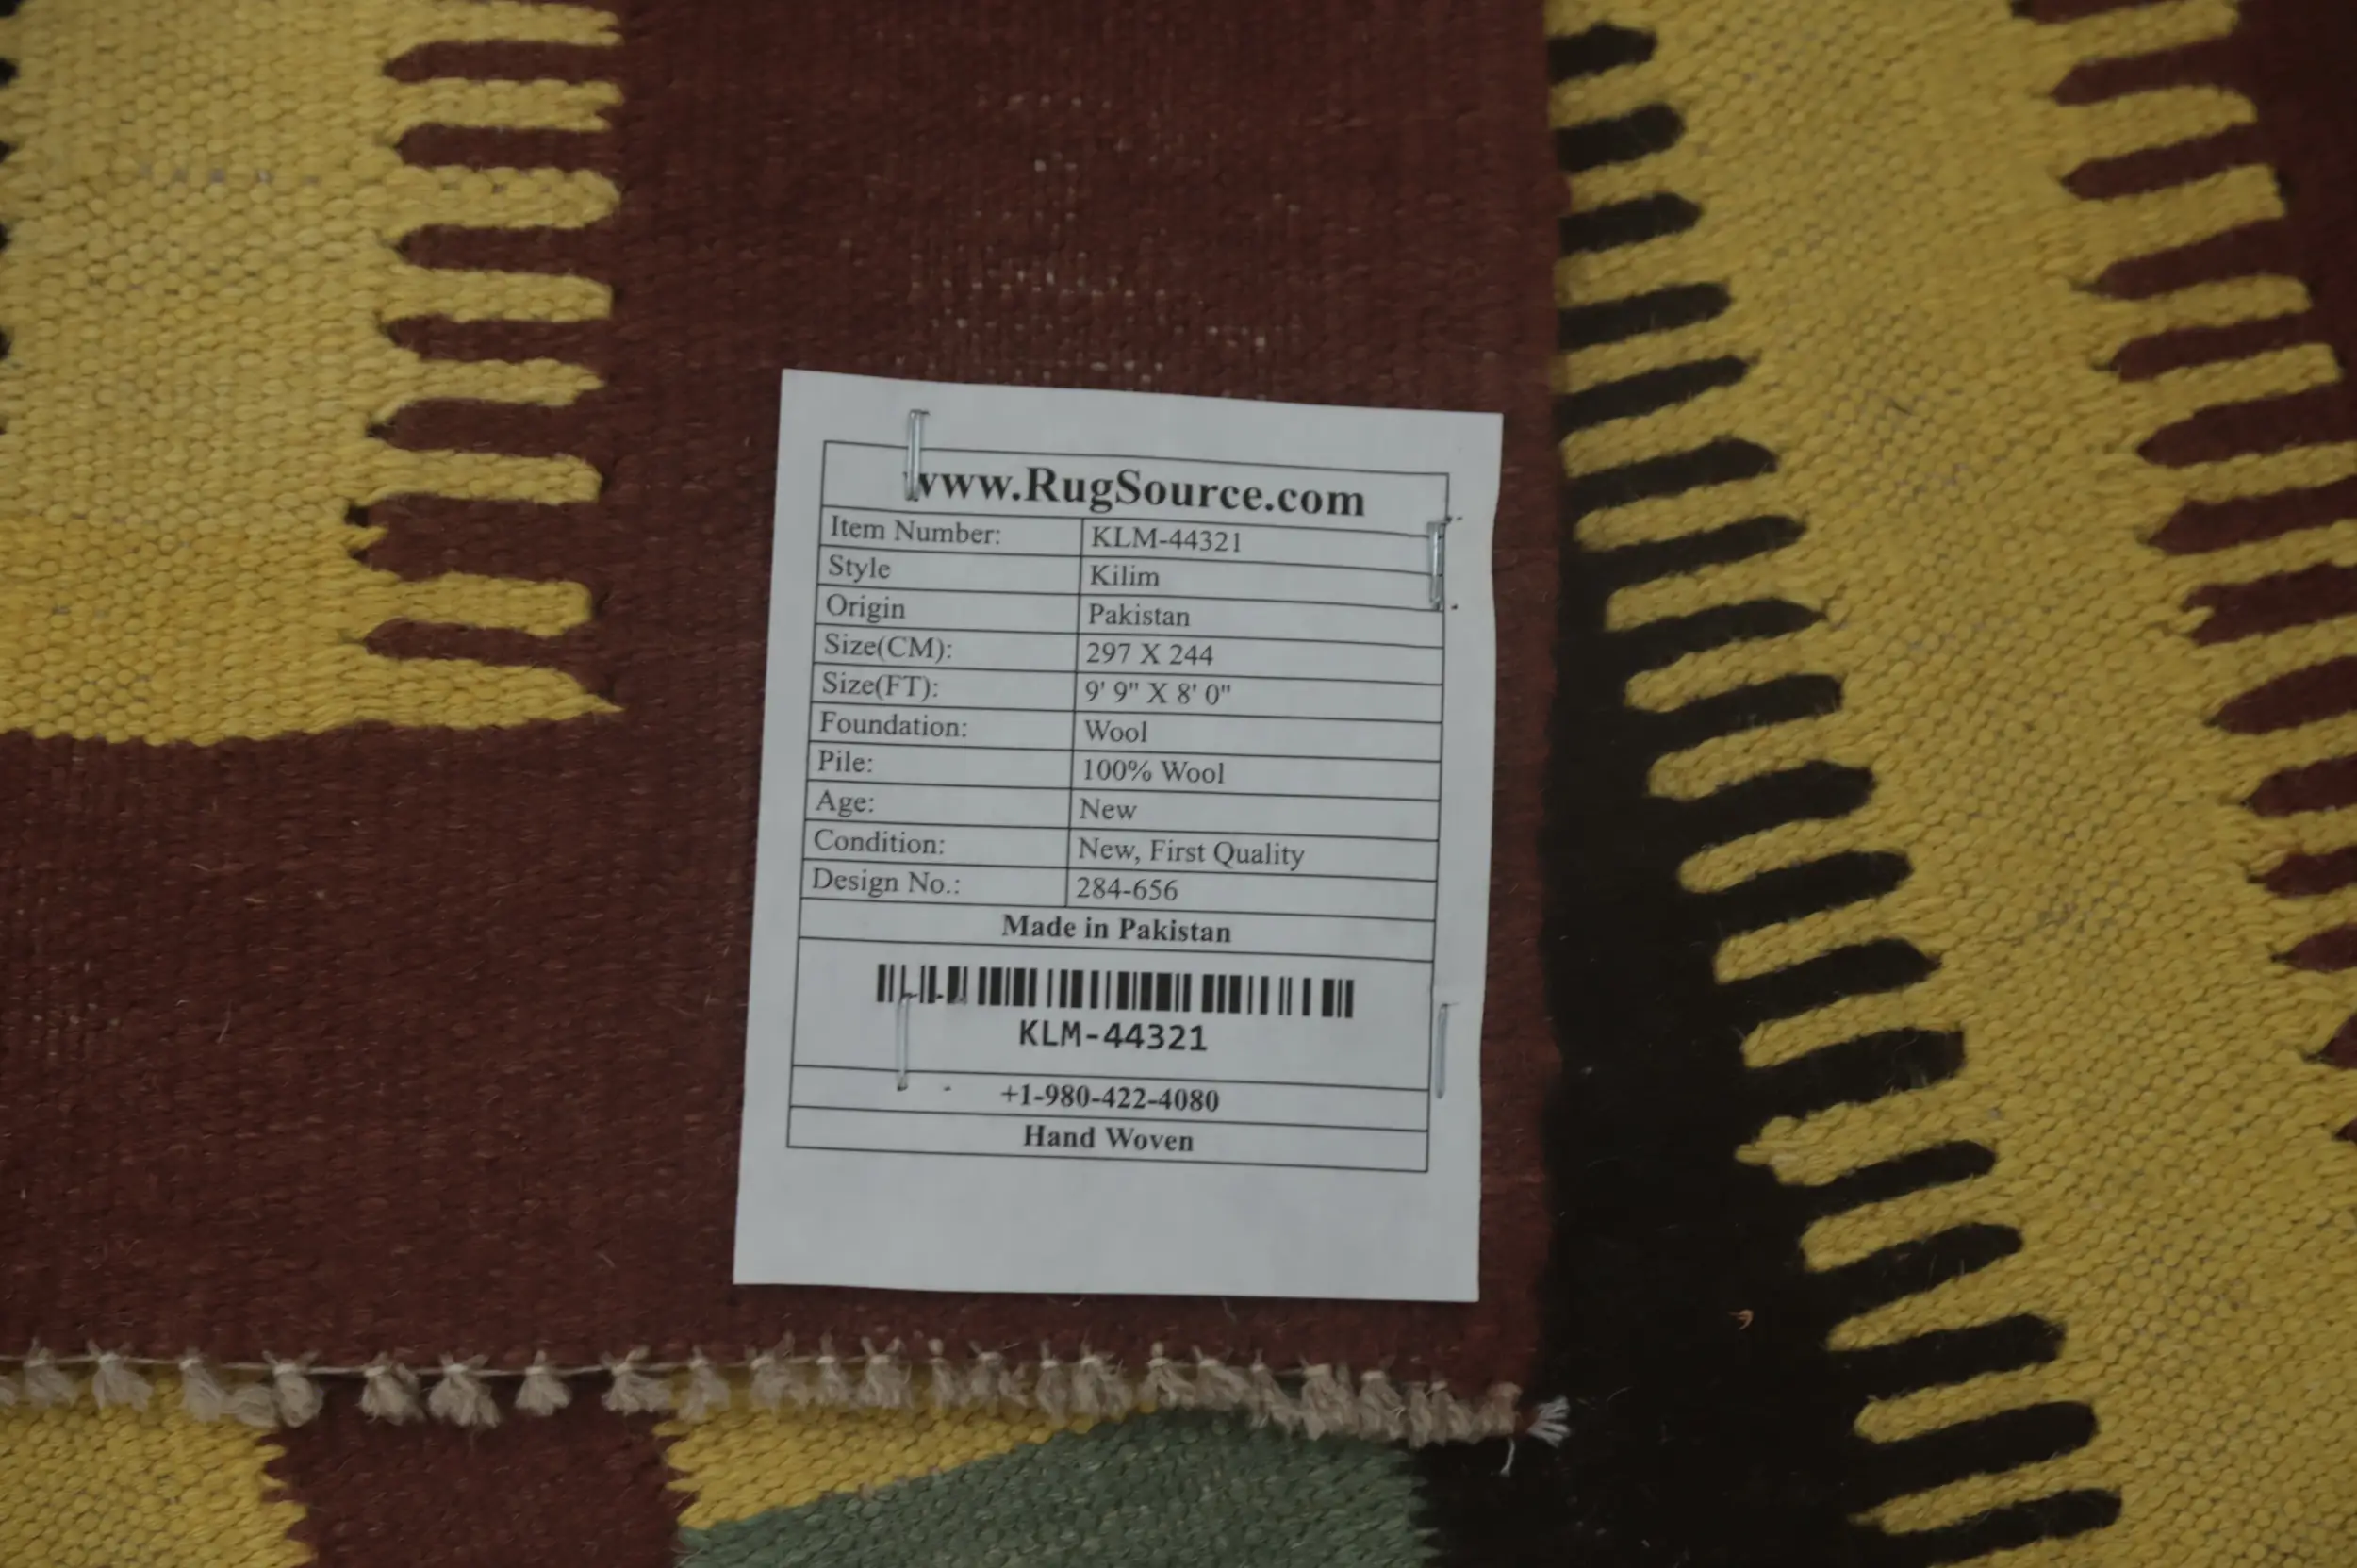 www.RugSource.com
Item Number: KLM-44321
Style Kilim
Origin Pakistan
Size(CM): 297 X 244
Size(FT): 9' 9" X 8' 0"
Foundation: Wool
Pile: 100% Wool
Age: New
Condition: New, First Quality
Design No.: 284-656
Made in Pakistan
KLM-44321
+1-980-422-4080
Hand Woven